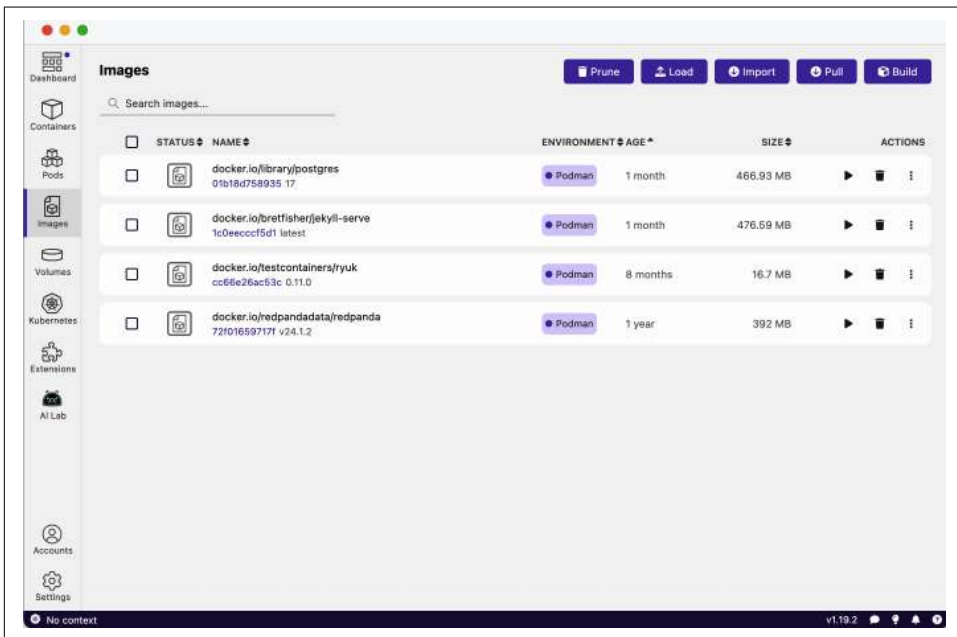 Dashboard
Containers
Pods
Images
Volumes
Kubernetes
Extensions
AI Lab
Accounts
Settings
Images
Prune
Load
Import
Pull
Build
Search images...
STATUS NAME ENVIRONMENT AGE SIZE ACTIONS
docker.io/library/postgres
01b18d758935 17
Podman 1 month 466.93 MB
docker.io/bretfisher/jekyll-serve
1c0eecccf5d1 latest
Podman 1 month 476.59 MB
docker.io/testcontainers/ryuk
cc66e26ac53c 0.11.0
Podman 8 months 16.7 MB
docker.io/redpandadata/redpanda
72f01659717f v24.1.2
Podman 1 year 392 MB
No context
v1.19.2